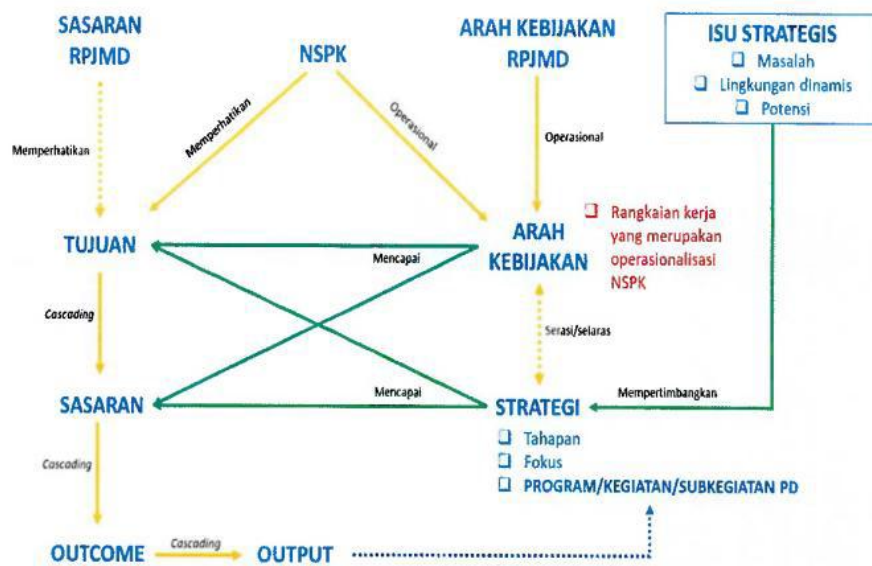 SASARAN
RPJMD
NSPK
ARAH KEBIJAKAN
RPJMD
ISU STRATEGIS
Masalah
Lingkungan dinamis
Potensi
Memperhatikan
Memperhatikan
Operasional
Operasional
TUJUAN
ARAH
KEBIJAKAN
Rangkaian kerja
yang merupakan
operasionalisasi
NSPK
Mencapai
Cascading
Serasi/selaras
SASARAN
Mencapai
STRATEGI
Mempertimbangkan
Tahapan
Fokus
PROGRAM/KEGIATAN/SUBKEGIATAN PD
Cascading
OUTCOME
Cascading
OUTPUT